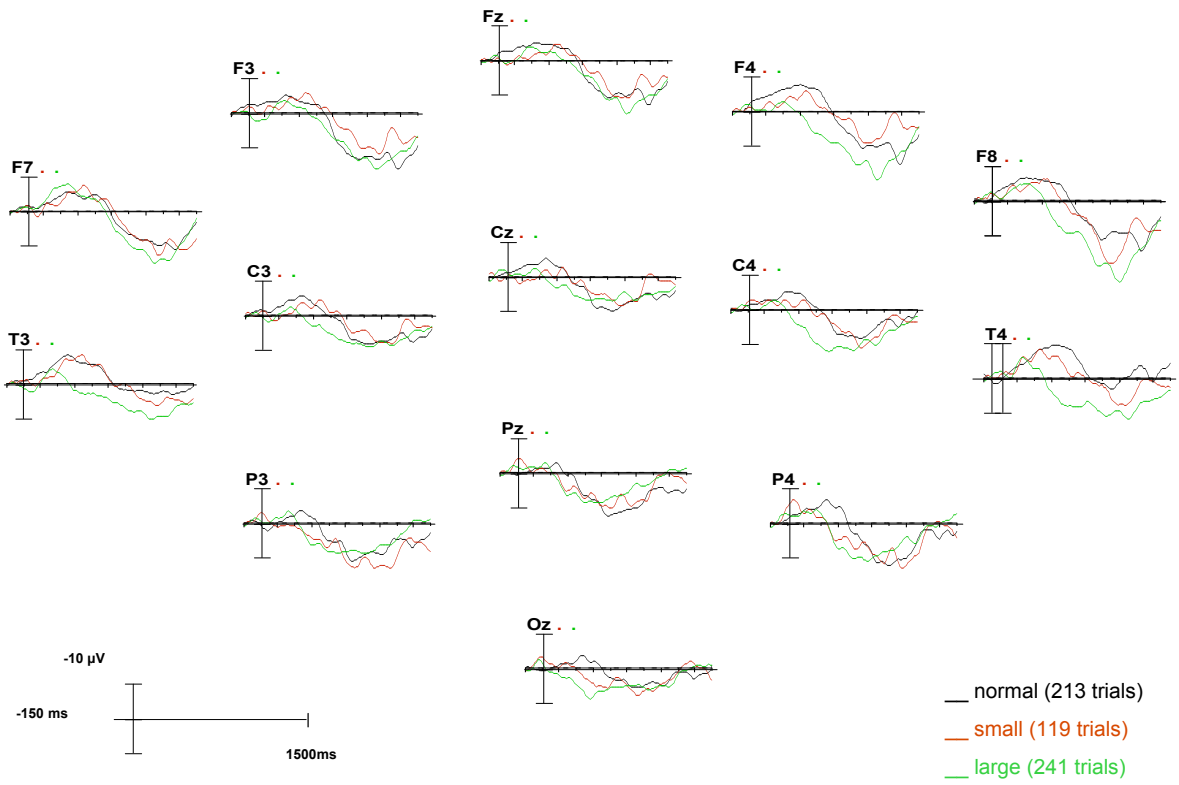 Fz
F3
F4
F7
F8
Cz
C3
C4
T3
T4
Pz
P3
P4
Oz
-10 µV
-150 ms
1500ms
normal (213 trials)
small (119 trials)
large (241 trials)